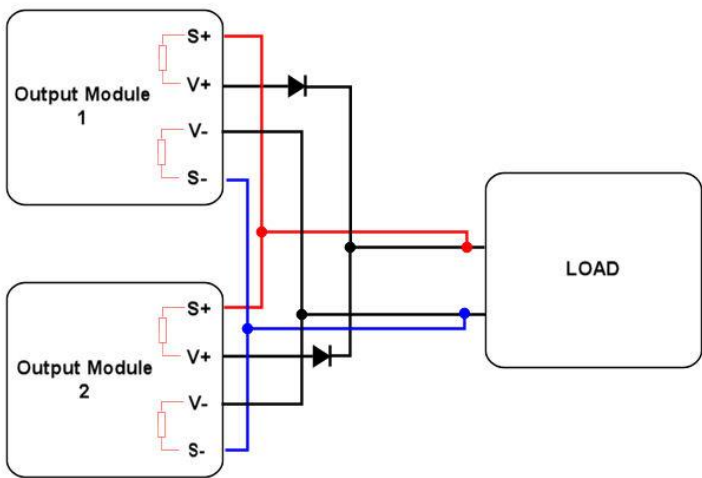 S+
V+
Output Module
1
V-
S-
S+
V+
Output Module
2
V-
S-
LOAD